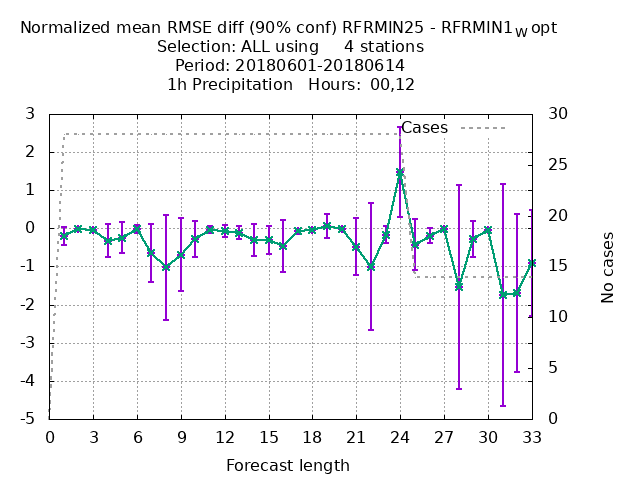 Normalized mean RMSE diff (90% conf) RFRMIN25 - RFRMIN1W opt
Selection: ALL using 4 stations
Period: 20180601-20180614
1h Precipitation Hours: 00,12
Cases
3
2
1
0
-1
-2
-3
-4
-5
30
25
20
15
10
5
0
No cases
0 3 6 9 12 15 18 21 24 27 30 33
Forecast length